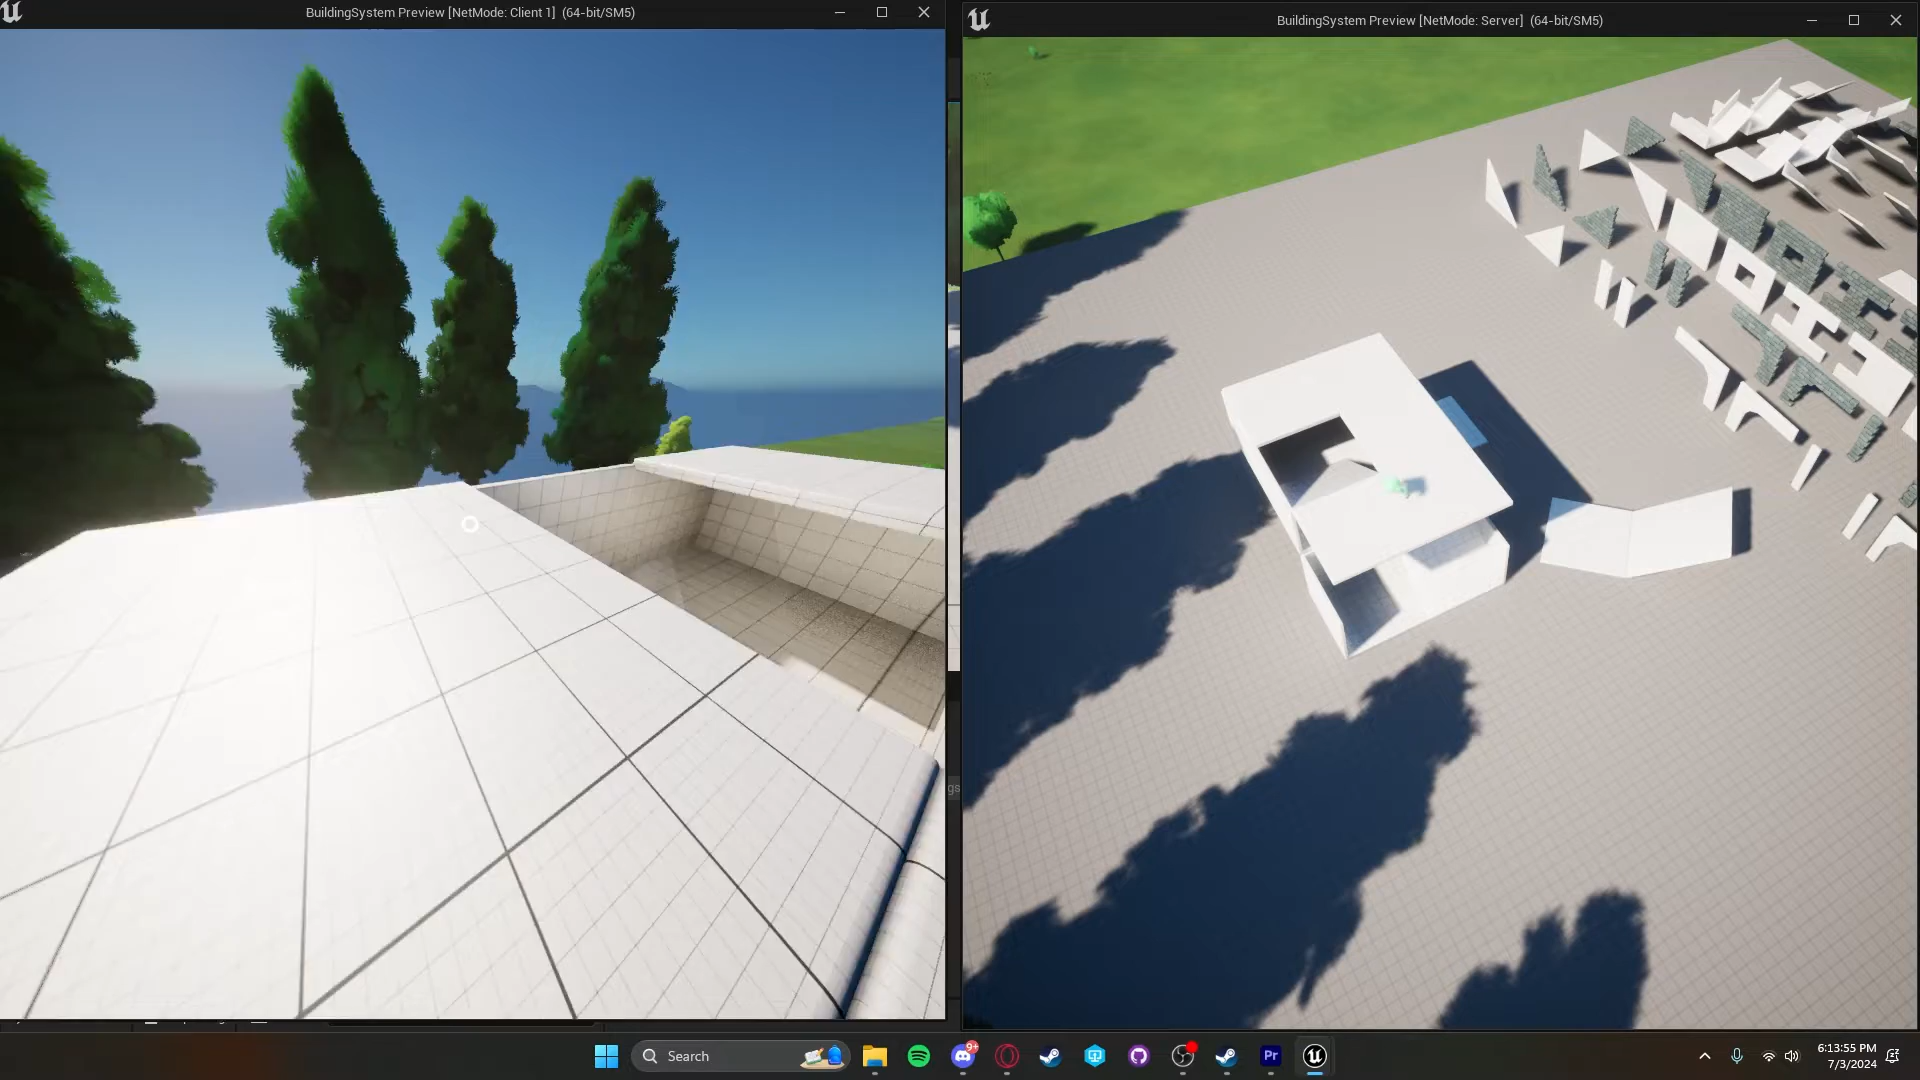 BuildingSystem Preview [NetMode: Client 1]  (64-bit/SM5)
BuildingSystem Preview [NetMode: Server]  (64-bit/SM5)
gs
Search
9+
Pr
6:13:55 PM
7/3/2024